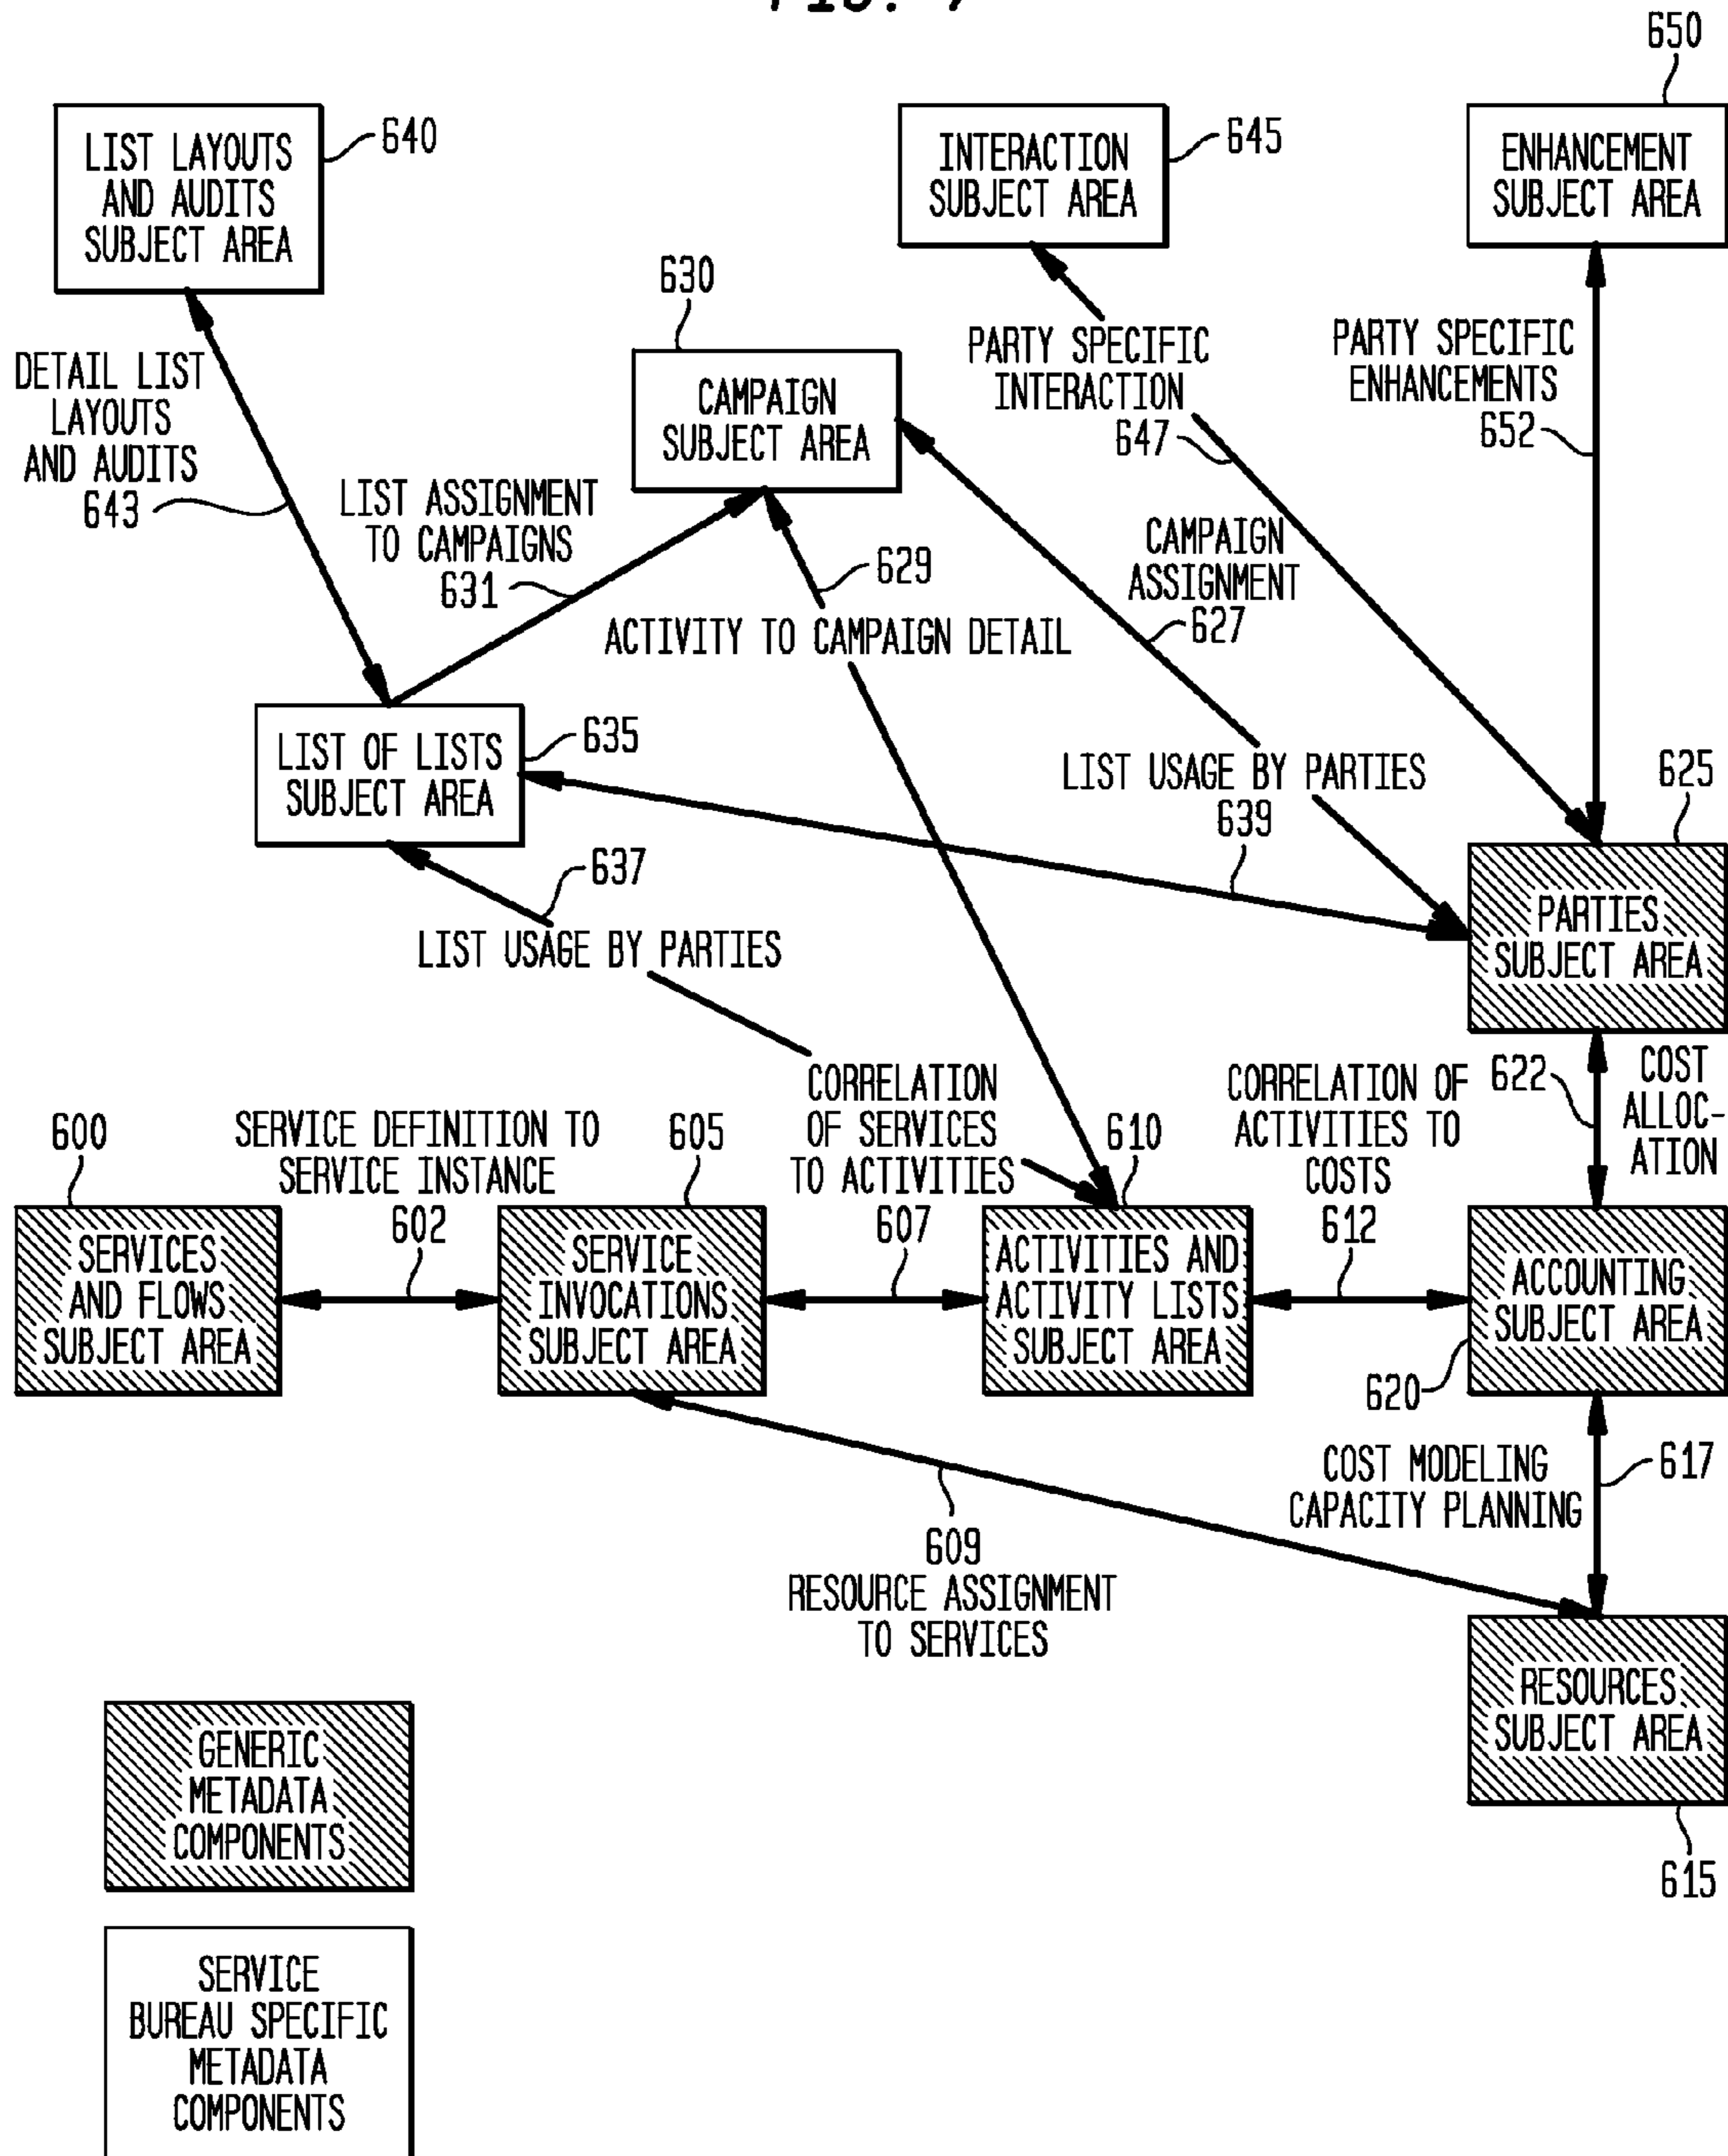 FIG. 7
650
LIST LAYOUTS
AND AUDITS
SUBJECT AREA
640
INTERACTION
SUBJECT AREA
645
ENHANCEMENT
SUBJECT AREA
630
CAMPAIGN
SUBJECT AREA
PARTY SPECIFIC
INTERACTION
647
PARTY SPECIFIC
ENHANCEMENTS
652
DETAIL LIST
LAYOUTS
AND AUDITS
643
LIST ASSIGNMENT
TO CAMPAIGNS
631
629
CAMPAIGN
ASSIGNMENT
627
ACTIVITY TO CAMPAIGN DETAIL
LIST OF LISTS
SUBJECT AREA
635
LIST USAGE BY PARTIES
639
625
637
LIST USAGE BY PARTIES
PARTIES
SUBJECT AREA
600
SERVICE DEFINITION TO
SERVICE INSTANCE
602
605
CORRELATION
OF SERVICES
TO ACTIVITIES
607
610
CORRELATION OF
ACTIVITIES TO
COSTS
612
622
COST
ALLOC-
ATION
SERVICES
AND FLOWS
SUBJECT AREA
SERVICE
INVOCATIONS
SUBJECT AREA
ACTIVITIES AND
ACTIVITY LISTS
SUBJECT AREA
ACCOUNTING
SUBJECT AREA
620
COST MODELING
CAPACITY PLANNING
617
609
RESOURCE ASSIGNMENT
TO SERVICES
RESOURCES
SUBJECT AREA
615
GENERIC
METADATA
COMPONENTS
SERVICE
BUREAU SPECIFIC
METADATA
COMPONENTS